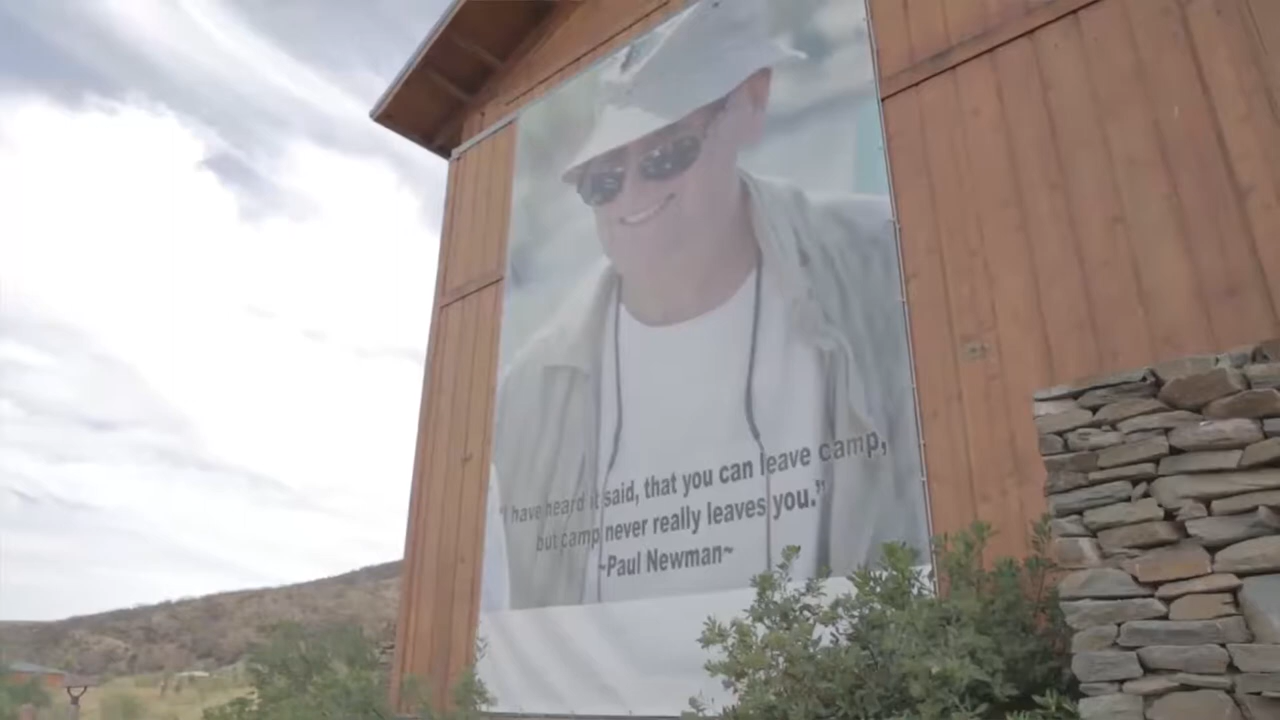 "I have heard it said, that you can leave camp,
but camp never really leaves you."
~Paul Newman~